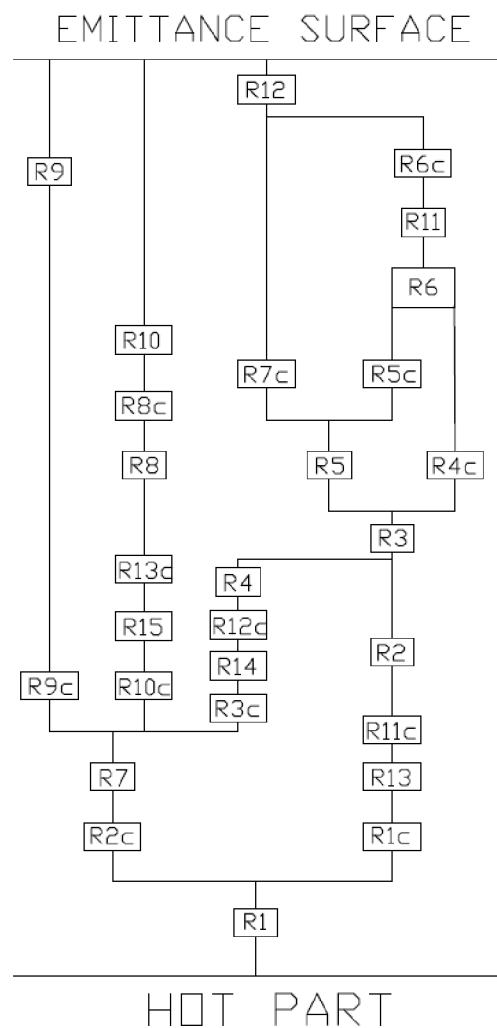 EMITTANCE SURFACE
R12
R6c
R9
R11
R6
R10
R7c
R5c
R8c
R8
R5
R4c
R3
R13c
R4
R12c
R15
R2
R14
R9c
R10c
R3c
R11c
R7
R13
R2c
R1c
R1
HOT PART